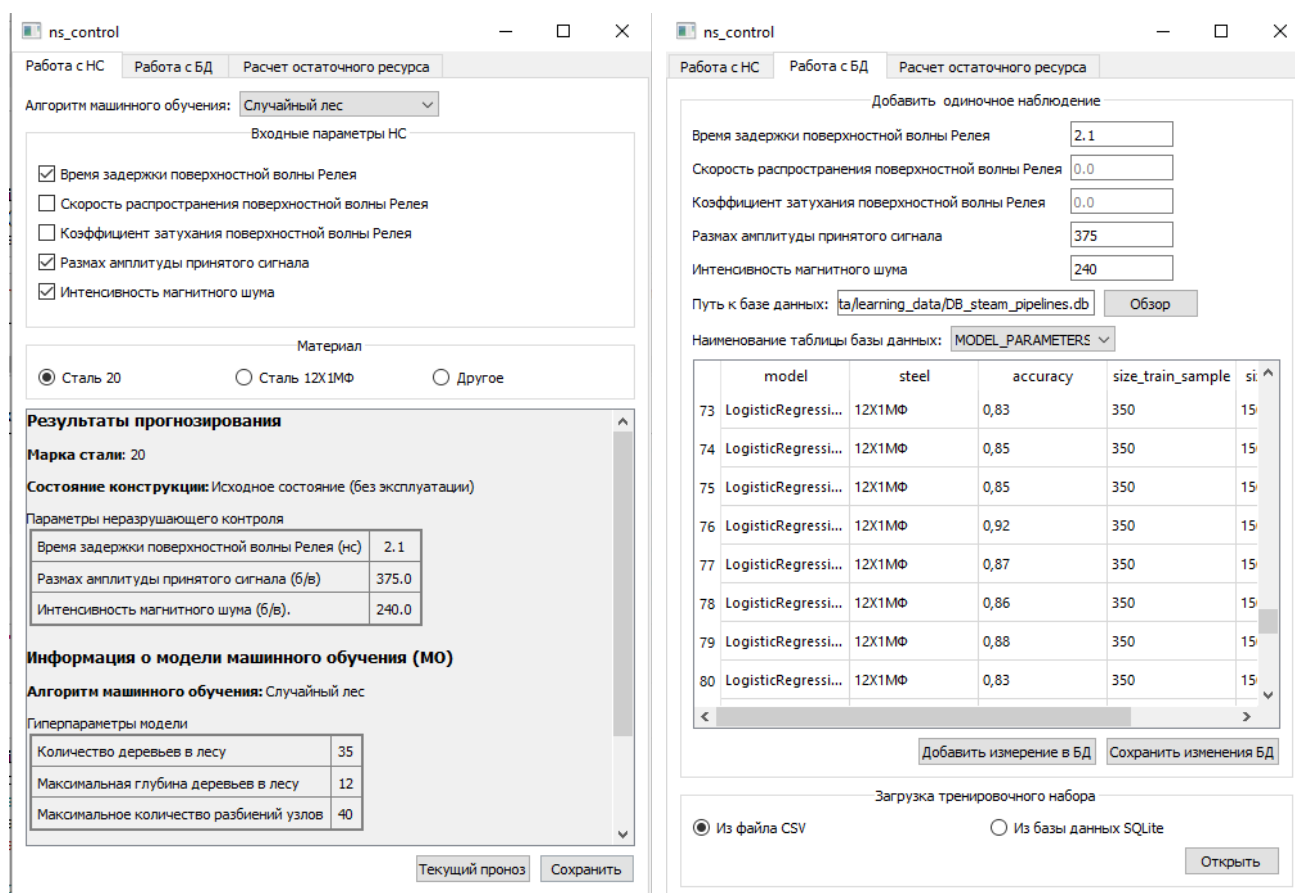 ns_control
Работа с НС Работа с БД Расчет остаточного ресурса
Алгоритм машинного обучения: Случайный лес
Входные параметры НС
Время задержки поверхностной волны Релея
Скорость распространения поверхностной волны Релея
Коэффициент затухания поверхностной волны Релея
Размах амплитуды принятого сигнала
Интенсивность магнитного шума
Материал
Сталь 20 Сталь 12Х1МФ Другое
Результаты прогнозирования
Марка стали: 20
Состояние конструкции: Исходное состояние (без эксплуатации)
Параметры неразрушающего контроля
Время задержки поверхностной волны Релея (нс) 2.1
Размах амплитуды принятого сигнала (б/в) 375.0
Интенсивность магнитного шума (б/в). 240.0
Информация о модели машинного обучения (МО)
Алгоритм машинного обучения: Случайный лес
Гиперпараметры модели
Количество деревьев в лесу 35
Максимальная глубина деревьев в лесу 12
Максимальное количество разбиений узлов 40
Текущий проноз Сохранить
ns_control
Работа с НС Работа с БД Расчет остаточного ресурса
Добавить одиночное наблюдение
Время задержки поверхностной волны Релея 2.1
Скорость распространения поверхностной волны Релея 0.0
Коэффициент затухания поверхностной волны Релея 0.0
Размах амплитуды принятого сигнала 375
Интенсивность магнитного шума 240
Путь к базе данных: ta/learning_data/DB_steam_pipelines.db Обзор
Наименование таблицы базы данных: MODEL_PARAMETERS
model steel accuracy size_train_sample si
73 LogisticRegressi... 12Х1МФ 0,83 350 15
74 LogisticRegressi... 12Х1МФ 0,85 350 15
75 LogisticRegressi... 12Х1МФ 0,85 350 15
76 LogisticRegressi... 12Х1МФ 0,92 350 15
77 LogisticRegressi... 12Х1МФ 0,87 350 15
78 LogisticRegressi... 12Х1МФ 0,86 350 15
79 LogisticRegressi... 12Х1МФ 0,88 350 15
80 LogisticRegressi... 12Х1МФ 0,83 350 15
Добавить измерение в БД Сохранить изменения БД
Загрузка тренировочного набора
Из файла CSV Из базы данных SQLite
Открыть